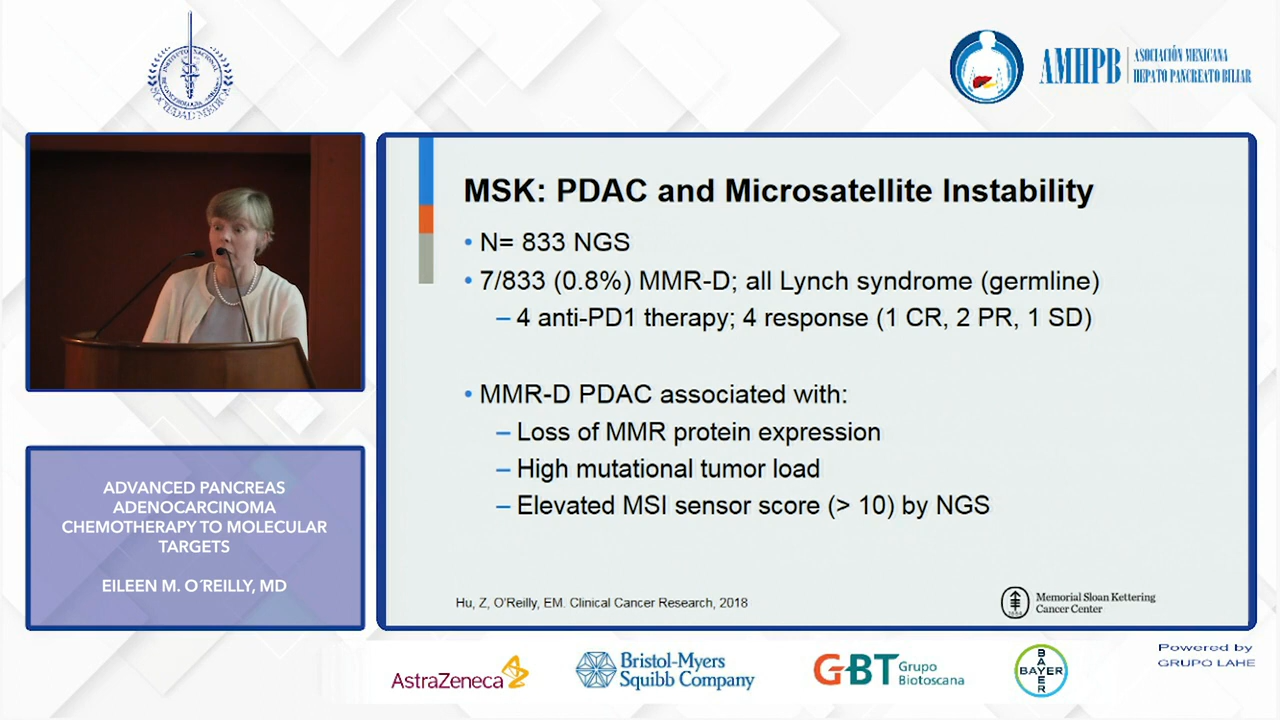 SOCIEDAD MEDICA
AMHPB
ASOCIACIÓN MEXICANA
HEPATO PANCREATO BILIAR
MSK: PDAC and Microsatellite Instability
• N= 833 NGS
• 7/833 (0.8%) MMR-D; all Lynch syndrome (germline)
– 4 anti-PD1 therapy; 4 response (1 CR, 2 PR, 1 SD)
• MMR-D PDAC associated with:
– Loss of MMR protein expression
– High mutational tumor load
– Elevated MSI sensor score (> 10) by NGS
Hu, Z, O'Reilly, EM. Clinical Cancer Research, 2018
Memorial Sloan Kettering
Cancer Center
ADVANCED PANCREAS
ADENOCARCINOMA
CHEMOTHERAPY TO MOLECULAR
TARGETS
EILEEN M. O´REILLY, MD
AstraZeneca
Bristol-Myers
Squibb Company
GBT Grupo
Biotoscana
BAYER
BAYER
Powered by
GRUPO LAHE